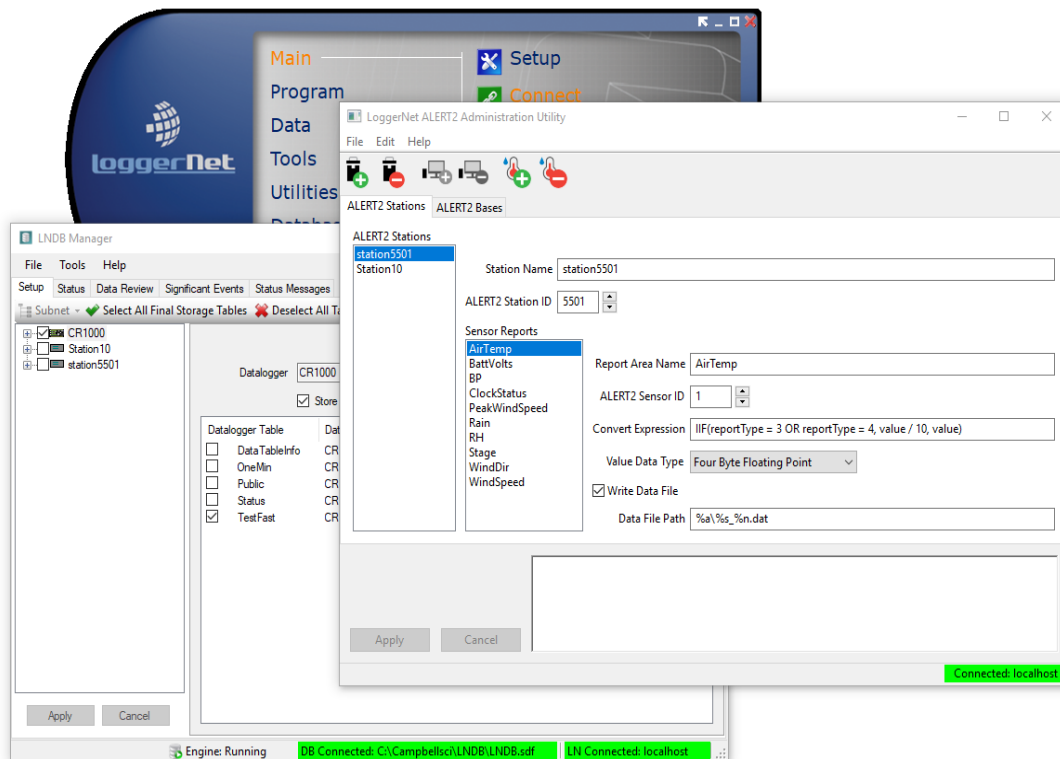 Main
Setup
Program
Connect
Data
Tools
Utilities
LoggerNet
LoggerNet ALERT2 Administration Utility
File Edit Help
ALERT2 Stations ALERT2 Bases
ALERT2 Stations
station5501
Station10
Station Name station5501
ALERT2 Station ID 5501
Sensor Reports
AirTemp
BattVolts
BP
ClockStatus
PeakWindSpeed
Rain
RH
Stage
WindDir
WindSpeed
Report Area Name AirTemp
ALERT2 Sensor ID 1
Convert Expression IIF(reportType = 3 OR reportType = 4, value / 10, value)
Value Data Type Four Byte Floating Point
Write Data File
Data File Path %a\%s_%n.dat
Apply Cancel
Connected: localhost
LNDB Manager
File Tools Help
Setup Status Data Review Significant Events Status Messages
Subnet Select All Final Storage Tables Deselect All
CR1000
Station10
station5501
Datalogger CR1000
Store
Datalogger Table
DataTableInfo CR
OneMin CR
Public CR
Status CR
TestFast CR
Apply Cancel
Engine: Running DB Connected: C:\Campbellsci\LNDB\LNDB.sdf LN Connected: localhost